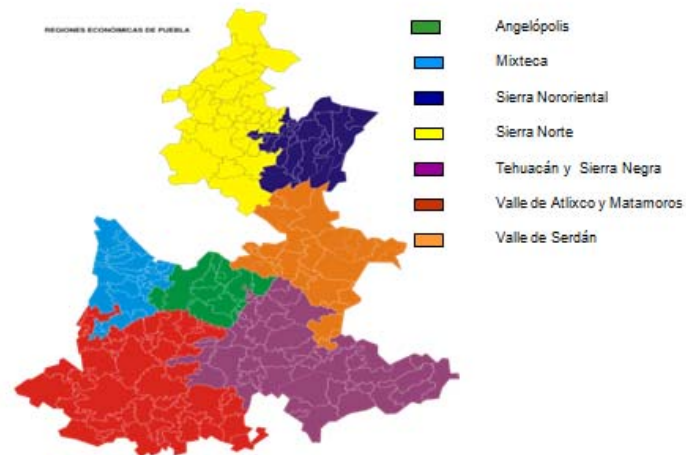 REGIONES ECONÓMICAS DE PUEBLA
Angelópolis
Mixteca
Sierra Nororiental
Sierra Norte
Tehuacán y Sierra Negra
Valle de Atlixco y Matamoros
Valle de Serdán